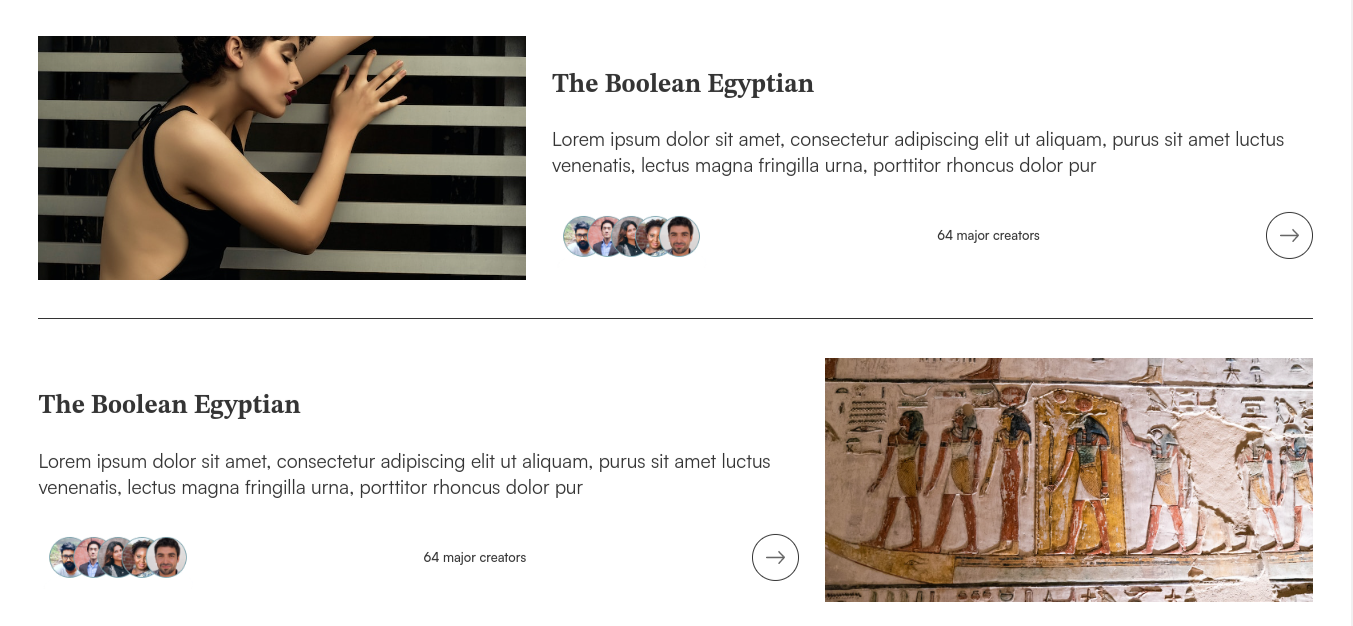 The Boolean Egyptian
Lorem ipsum dolor sit amet, consectetur adipiscing elit ut aliquam, purus sit amet luctus
venenatis, lectus magna fringilla urna, porttitor rhoncus dolor pur
64 major creators
The Boolean Egyptian
Lorem ipsum dolor sit amet, consectetur adipiscing elit ut aliquam, purus sit amet luctus
venenatis, lectus magna fringilla urna, porttitor rhoncus dolor pur
64 major creators